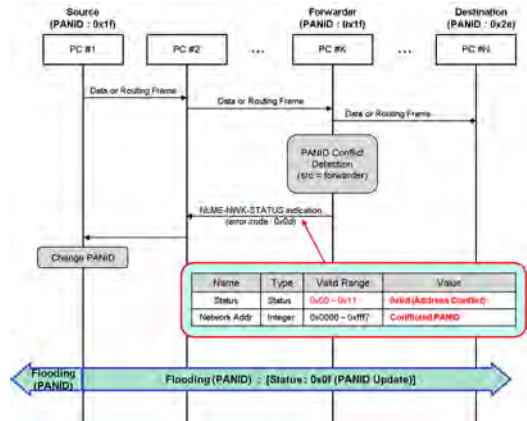 Source
(PANID : 0x1f)
Forwarder
(PANID : 0x1f)
Destination
(PANID : 0x2e)
PC #1
PC #2
...
PC #K
...
PC #N
Data or Routing Frame
Data or Routing Frame
Data or Routing Frame
PANID Conflict
Detection
(src = forwarder)
NLME-NWK-STATUS indication
(error code : 0x0d)
Change PANID
Name Type Valid Range Value
Status Status 0x00 ~ 0x11 0x0d (Address Conflict)
Network Addr Integer 0x0000 ~ 0xfff7 Conflicted PANID
Flooding
(PANID)
Flooding (PANID) : [Status : 0x0f (PANID Update)]